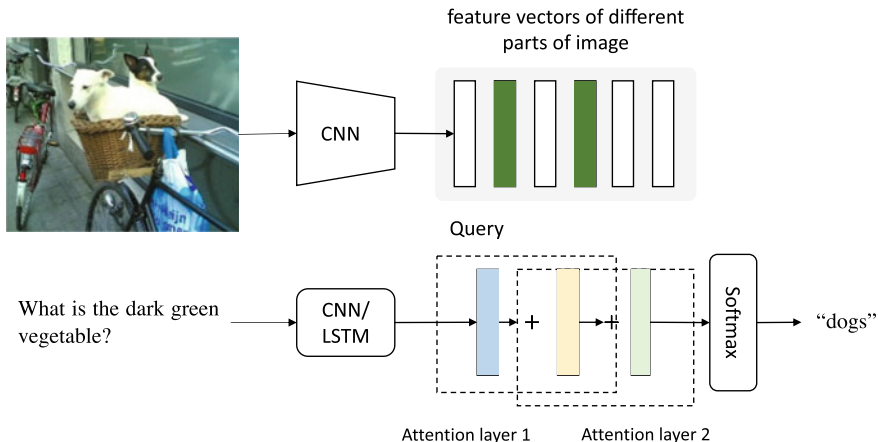 feature vectors of different
parts of image
CNN
Query
What is the dark green
vegetable?
CNN/
LSTM
+
+
Softmax
“dogs”
Attention layer 1
Attention layer 2